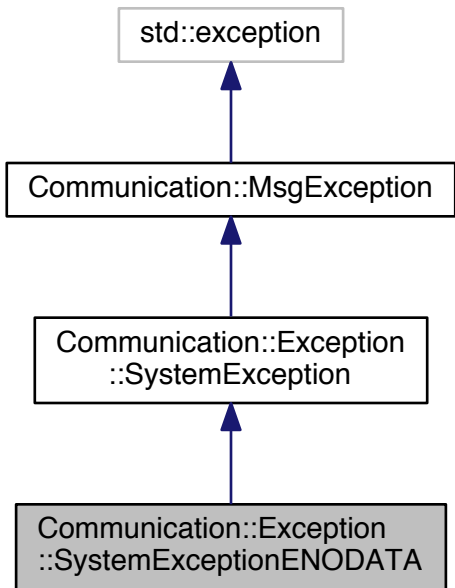 std::exception
Communication::MsgException
Communication::Exception
::SystemException
Communication::Exception
::SystemExceptionENODATA